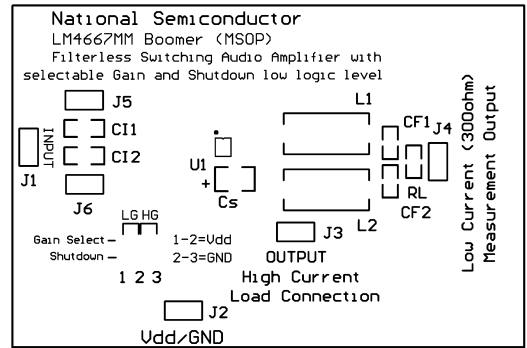 National Semiconductor
LM4667MM Boomer (MSOP)
Filterless Switching Audio Amplifier with
selectable Gain and Shutdown low logic level
J5
L1
CF1
J4
CI1
INPUT
CI2
J1
U1
+
Cs
J6
RL
CF2
L2
Low Current (300ohm)
Measurement Output
LG HG
J3
Gain Select –
1-2=Vdd
Shutdown –
2-3=GND
OUTPUT
1 2 3
High Current
Load Connection
J2
Vdd/GND